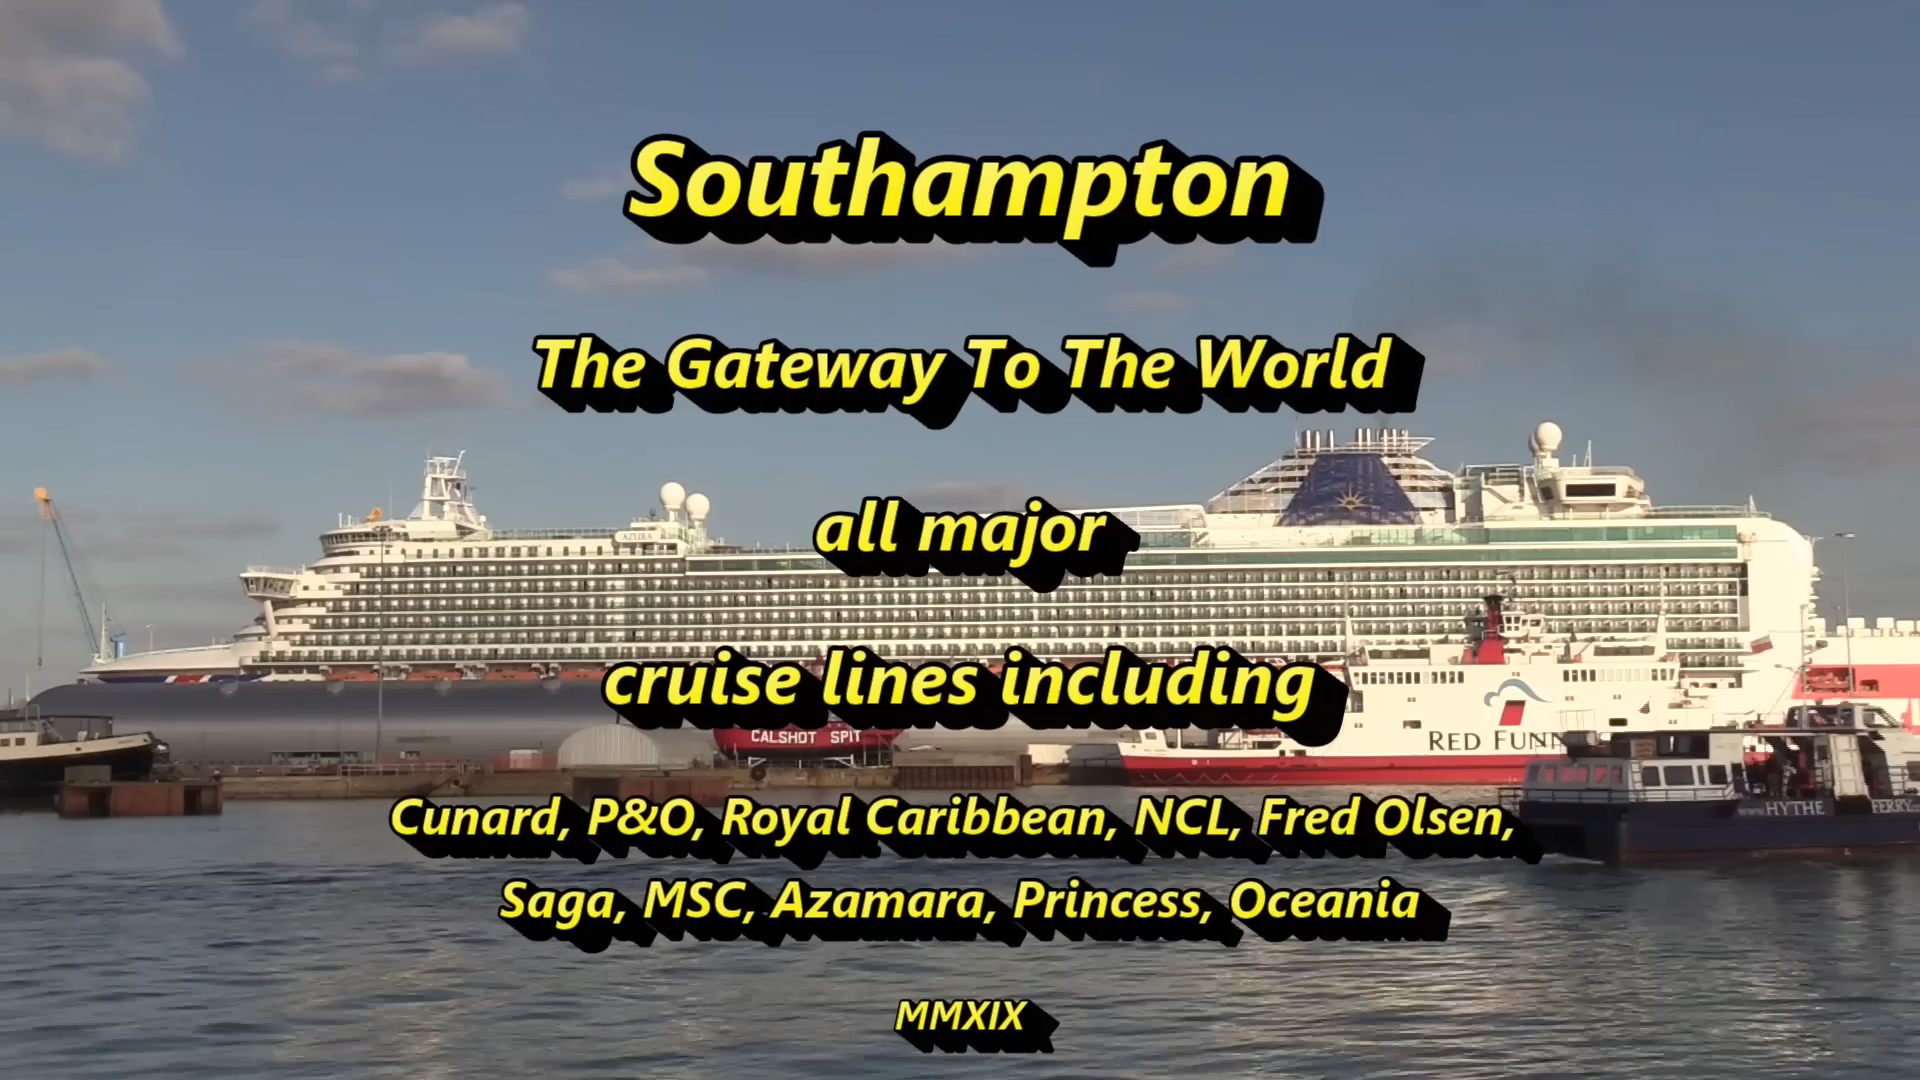 Southampton
The Gateway To The World
AZURA
all major
cruise lines including
CALSHOT SPIT
RED FUNN
HYTHE FERRY
Cunard, P&O, Royal Caribbean, NCL, Fred Olsen,
Saga, MSC, Azamara, Princess, Oceania
MMXIX